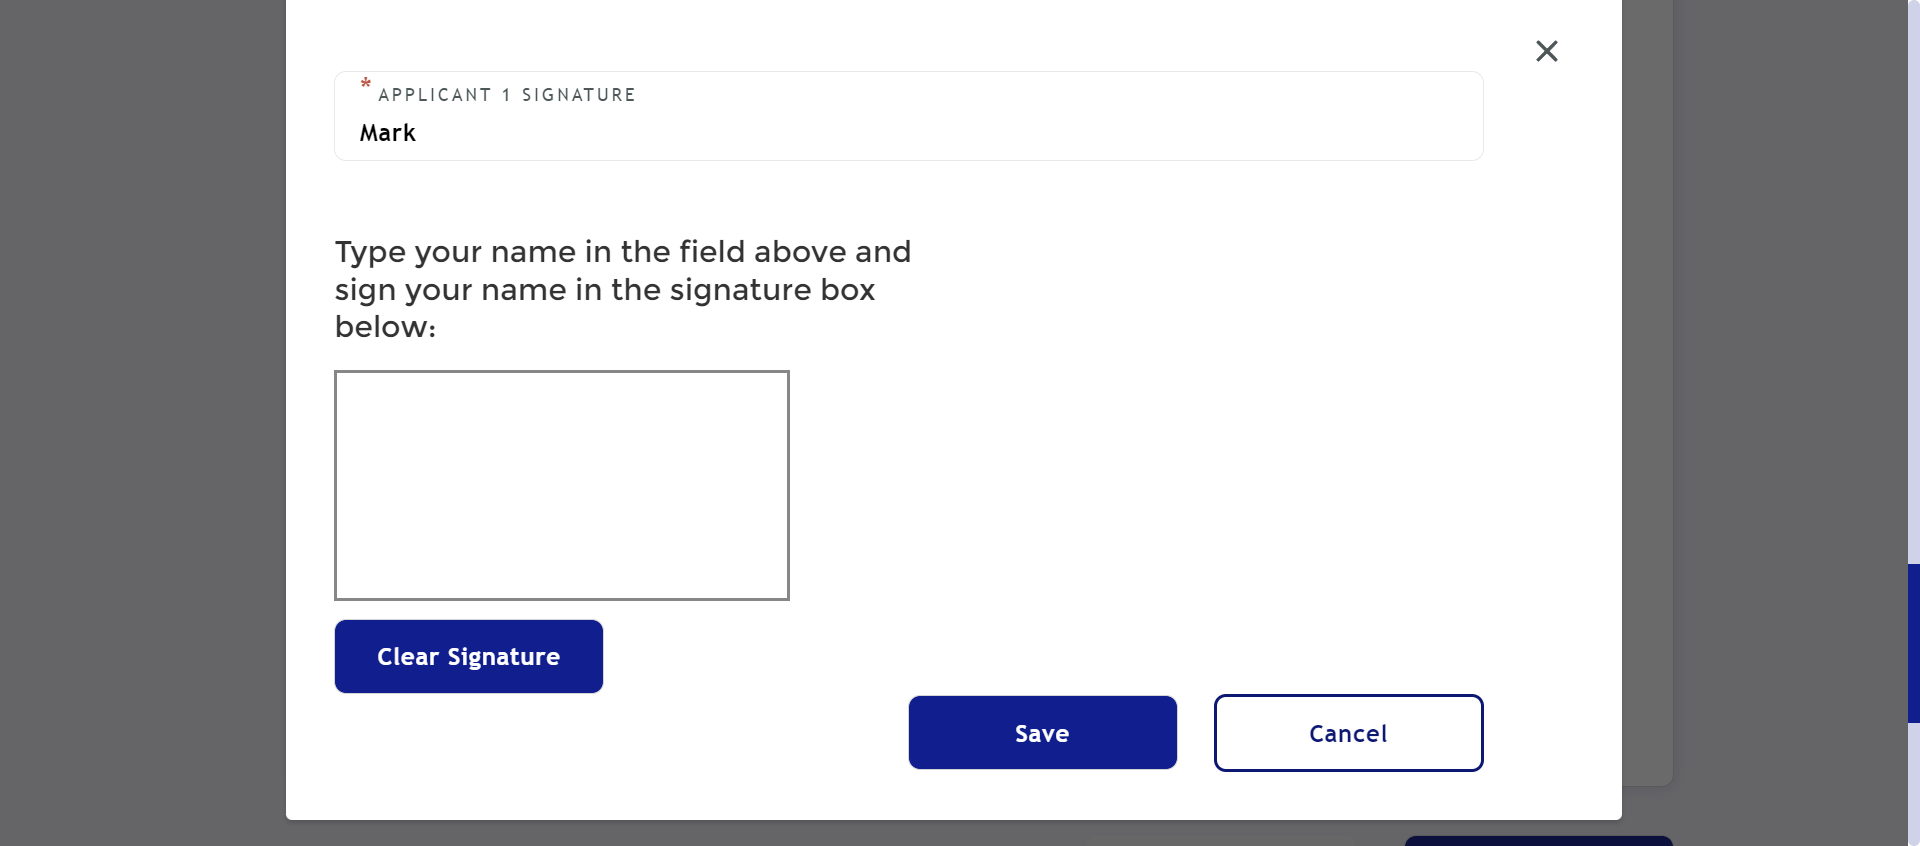 * APPLICANT 1 SIGNATURE
Mark
Type your name in the field above and
sign your name in the signature box
below:
Clear Signature
Save
Cancel